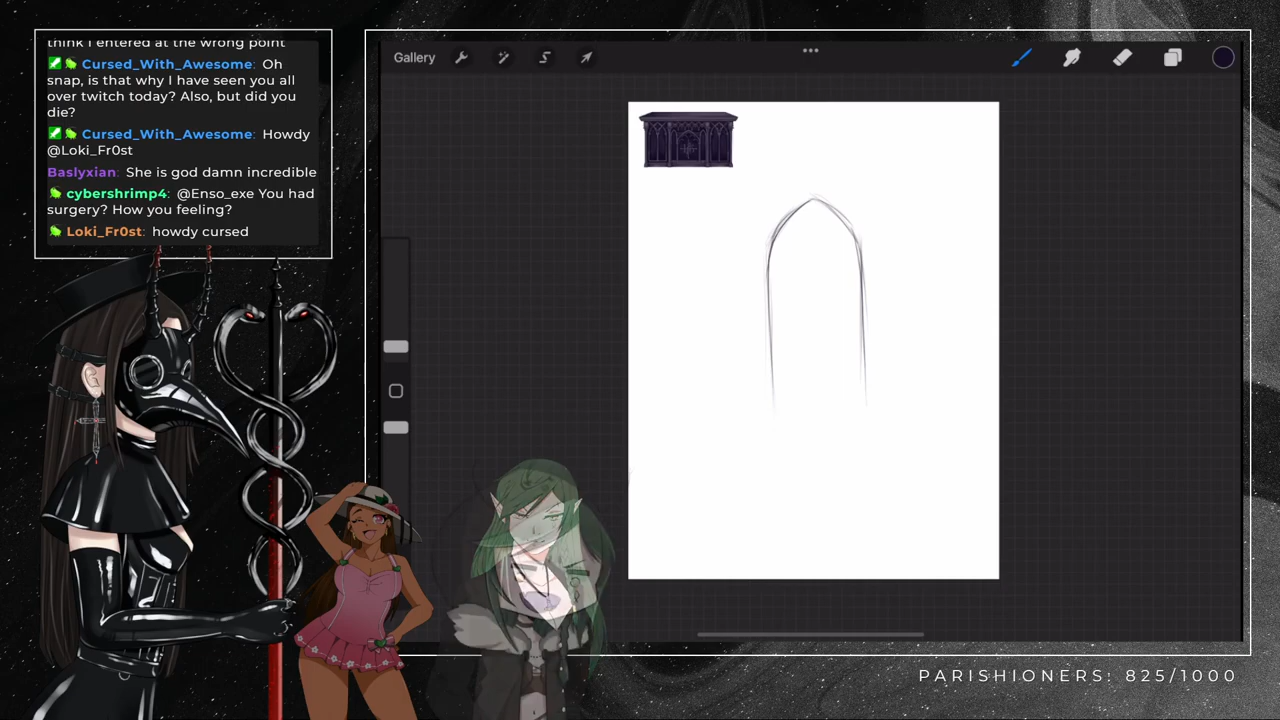 think I entered at the wrong point
Cursed_With_Awesome: Oh
snap, is that why I have seen you all
over twitch today? Also, but did you
die?
Cursed_With_Awesome: Howdy
@Loki_Fr0st
Baslyxian: She is god damn incredible
cybershrimp4: @Enso_exe You had
surgery? How you feeling?
Loki_Fr0st: howdy cursed
Gallery
PARISHIONERS: 825/1000